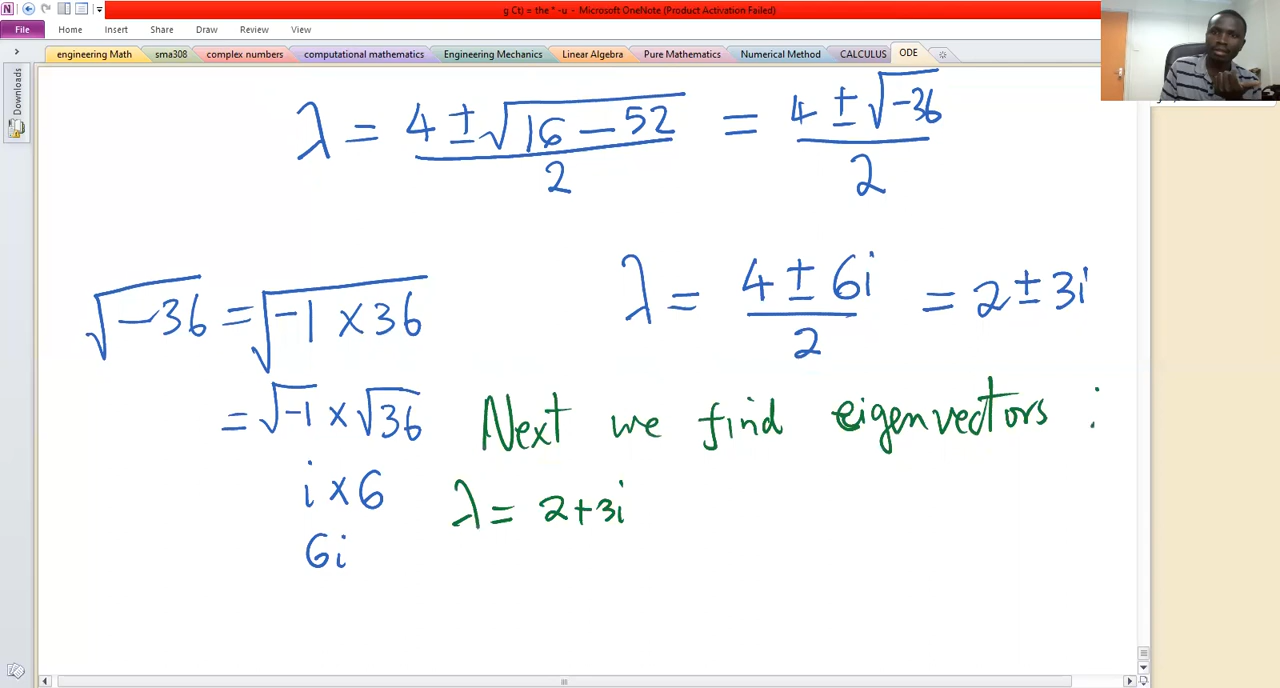 g Ct) = the * -u - Microsoft OneNote (Product Activation Failed)
File Home Insert Share Draw Review View
engineering Math sma308 complex numbers computational mathematics Engineering Mechanics Linear Algebra Pure Mathematics Numerical Method CALCULUS ODE
Downloads
λ = (4 ± √(16 − 52))/2 = (4 ± √(−36))/2
λ = (4 ± 6i)/2 = 2 ± 3i
√(−36) = √(−1 × 36)
= √(−1) × √36
i × 6
6i
Next we find eigenvectors :
λ = 2+3i